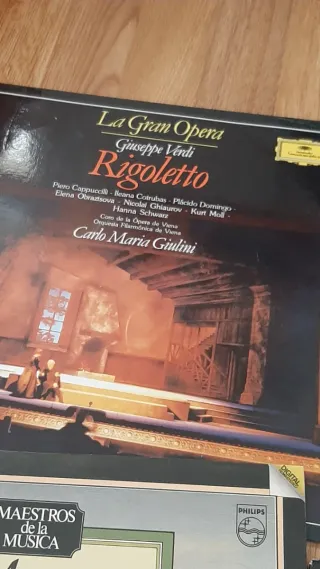 La Gran Opera
Giuseppe Verdi
Rigoletto
Piero Cappuccilli - Ileana Cotrubas - Plácido Domingo -
Elena Obraztsova - Nicolai Ghiaurov - Kurt Moll -
Hanna Schwarz
Coro de la Ópera de Viena
Orquesta Filarmónica de Viena
Carlo Maria Giulini
DIGITAL
MAESTROS
de la
MUSICA
PHILIPS